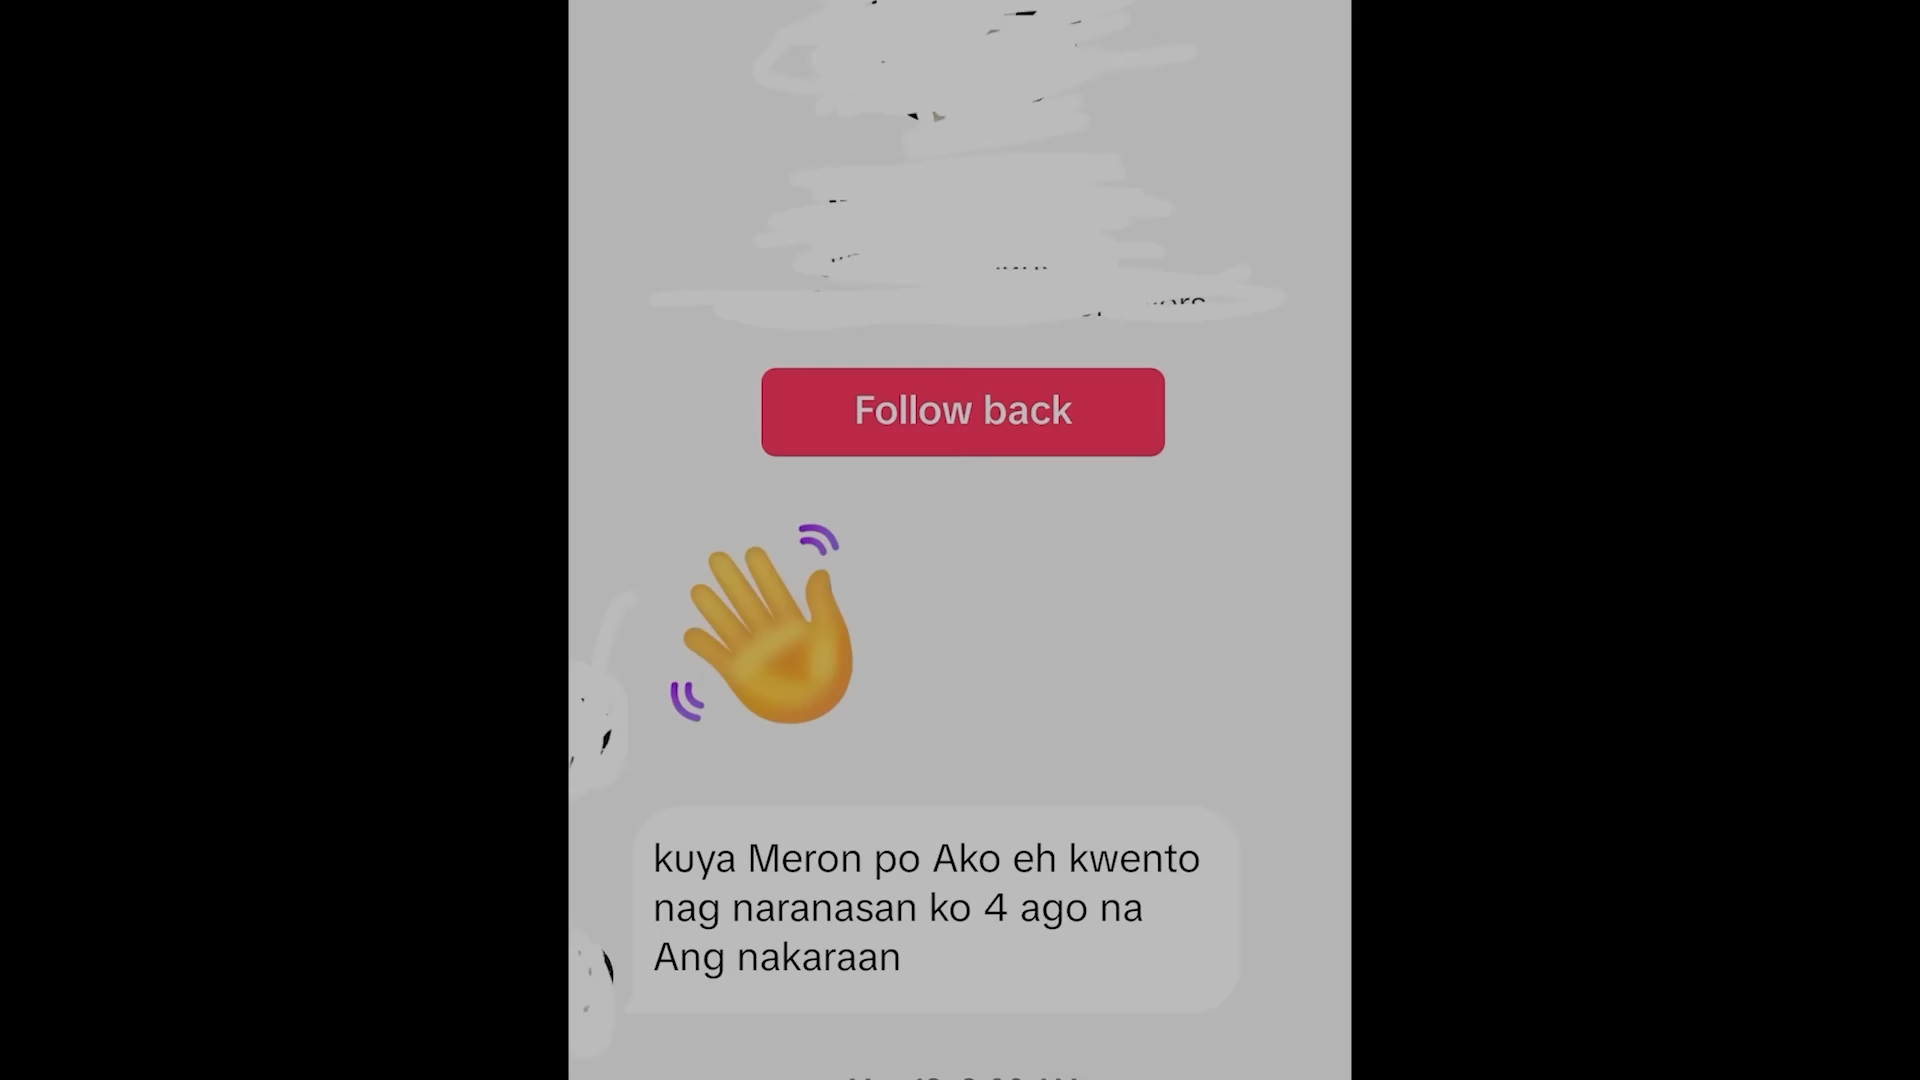 Follow back
kuya Meron po Ako eh kwento
nag naranasan ko 4 ago na
Ang nakaraan